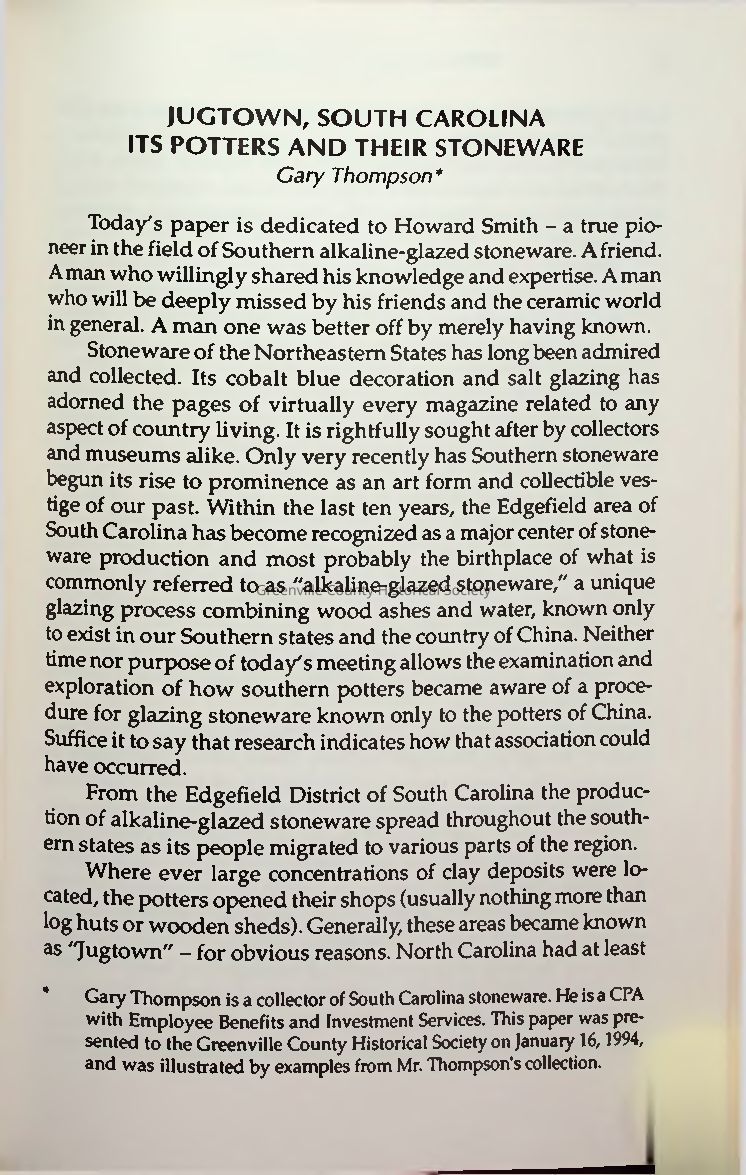 JUGTOWN, SOUTH CAROLINA
ITS POTTERS AND THEIR STONEWARE
Gary Thompson*
Today's paper is dedicated to Howard Smith – a true pio-
neer in the field of Southern alkaline-glazed stoneware. A friend.
A man who willingly shared his knowledge and expertise. A man
who will be deeply missed by his friends and the ceramic world
in general. A man one was better off by merely having known.
Stoneware of the Northeastern States has long been admired
and collected. Its cobalt blue decoration and salt glazing has
adorned the pages of virtually every magazine related to any
aspect of country living. It is rightfully sought after by collectors
and museums alike. Only very recently has Southern stoneware
begun its rise to prominence as an art form and collectible ves-
tige of our past. Within the last ten years, the Edgefield area of
South Carolina has become recognized as a major center of stone-
ware production and most probably the birthplace of what is
commonly referred to as "alkaline-glazed stoneware," a unique
Greenville County Historical Society
glazing process combining wood ashes and water, known only
to exist in our Southern states and the country of China. Neither
time nor purpose of today's meeting allows the examination and
exploration of how southern potters became aware of a proce-
dure for glazing stoneware known only to the potters of China.
Suffice it to say that research indicates how that association could
have occurred.
From the Edgefield District of South Carolina the produc-
tion of alkaline-glazed stoneware spread throughout the south-
ern states as its people migrated to various parts of the region.
Where ever large concentrations of clay deposits were lo-
cated, the potters opened their shops (usually nothing more than
log huts or wooden sheds). Generally, these areas became known
as "Jugtown" – for obvious reasons. North Carolina had at least
* Gary Thompson is a collector of South Carolina stoneware. He is a CPA
with Employee Benefits and Investment Services. This paper was pre-
sented to the Greenville County Historical Society on January 16, 1994,
and was illustrated by examples from Mr. Thompson's collection.